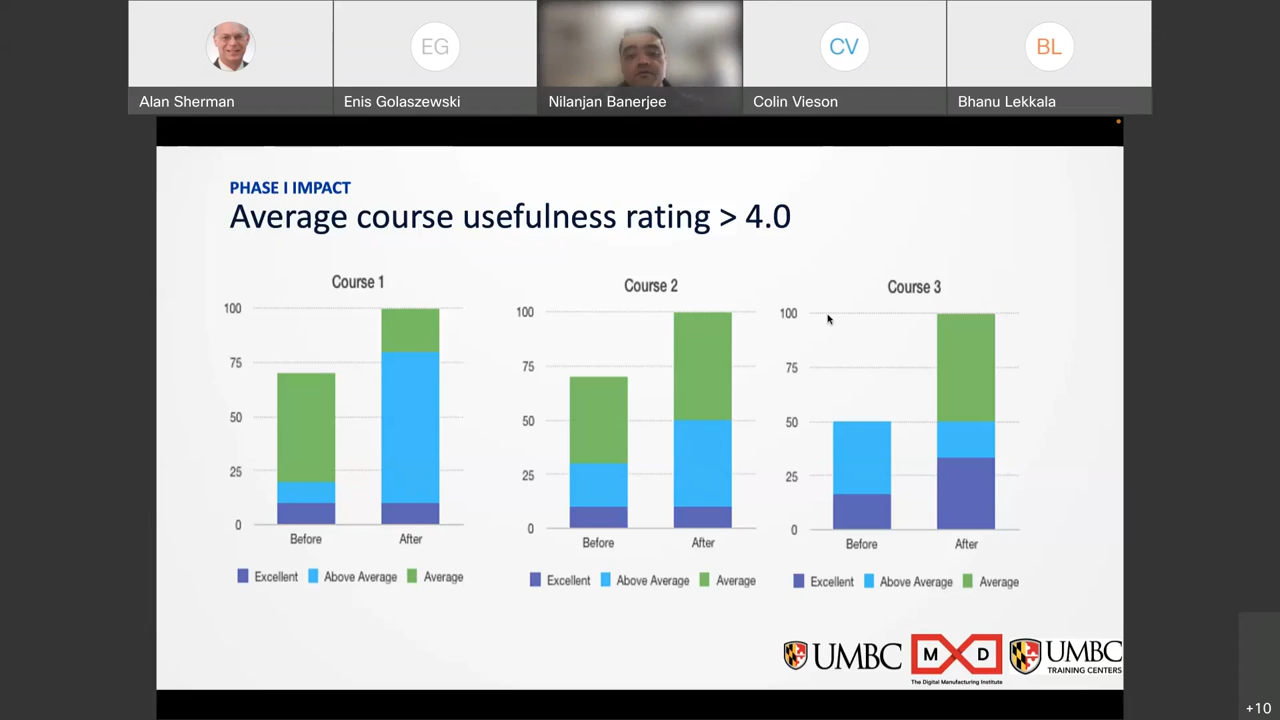 EG
CV
BL
Alan Sherman
Enis Golaszewski
Nilanjan Banerjee
Colin Vieson
Bhanu Lekkala
PHASE I IMPACT
Average course usefulness rating > 4.0
Course 1
100
75
50
25
0
Before
After
Excellent
Above Average
Average
Course 2
100
75
50
25
0
Before
After
Excellent
Above Average
Average
Course 3
100
75
50
25
0
Before
After
Excellent
Above Average
Average
UMBC
M D
The Digital Manufacturing Institute
UMBC
TRAINING CENTERS
+10